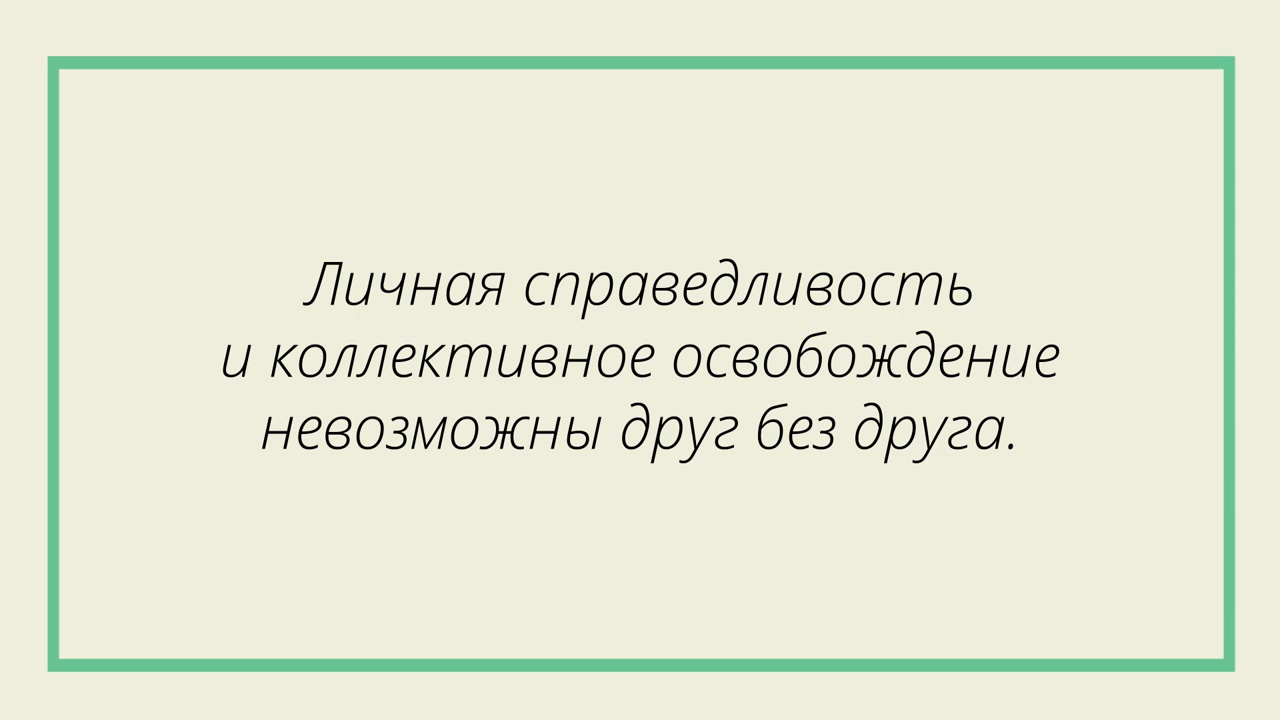 Личная справедливость
и коллективное освобождение
невозможны друг без друга.